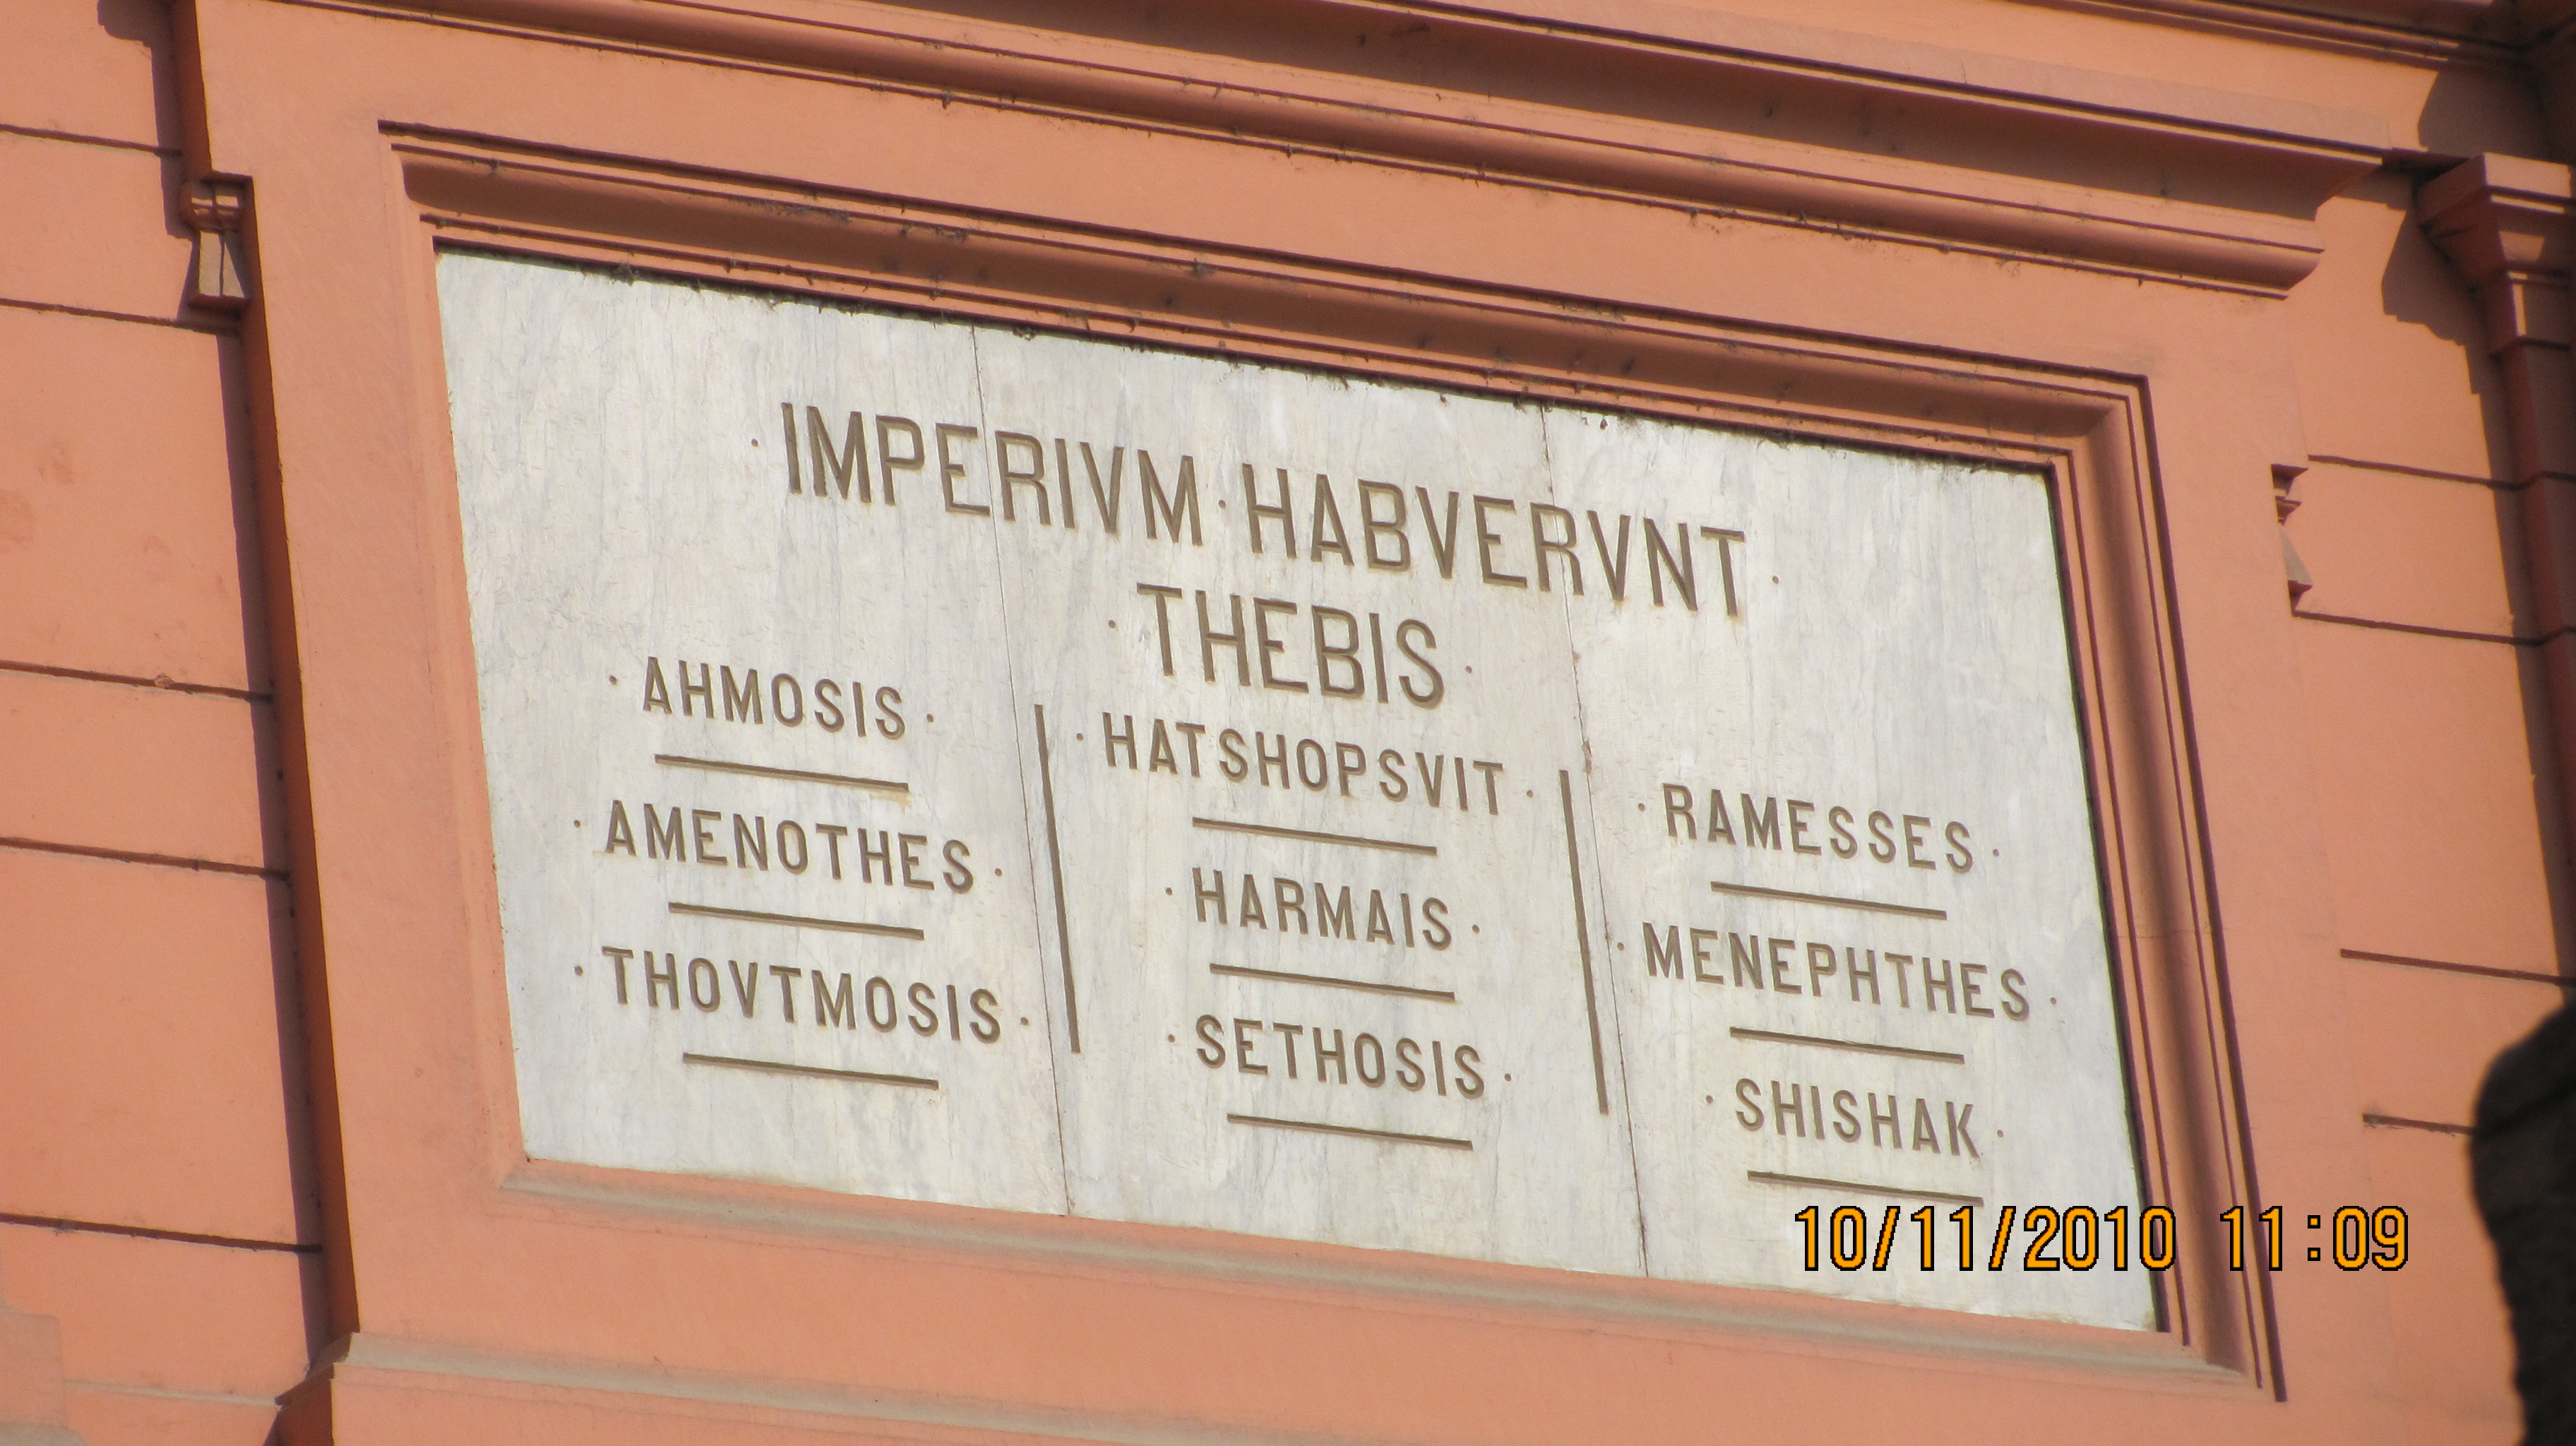 · IMPERIVM · HABVERVNT ·
· THEBIS ·
· AHMOSIS ·
· AMENOTHES ·
· THOVTMOSIS ·
· HATSHOPSVIT ·
· HARMAIS ·
· SETHOSIS ·
· RAMESSES ·
· MENEPHTHES ·
· SHISHAK ·
10/11/2010 11:09